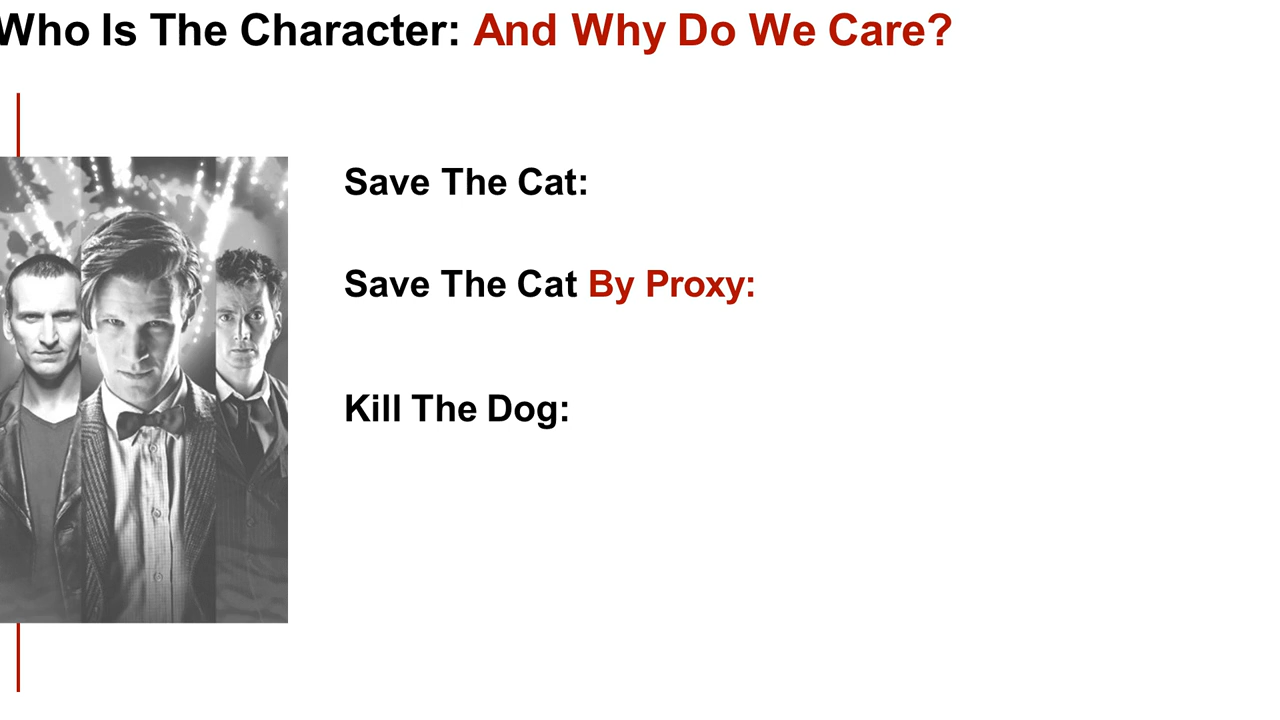 Who Is The Character: And Why Do We Care?
Save The Cat:
Save The Cat By Proxy:
Kill The Dog: